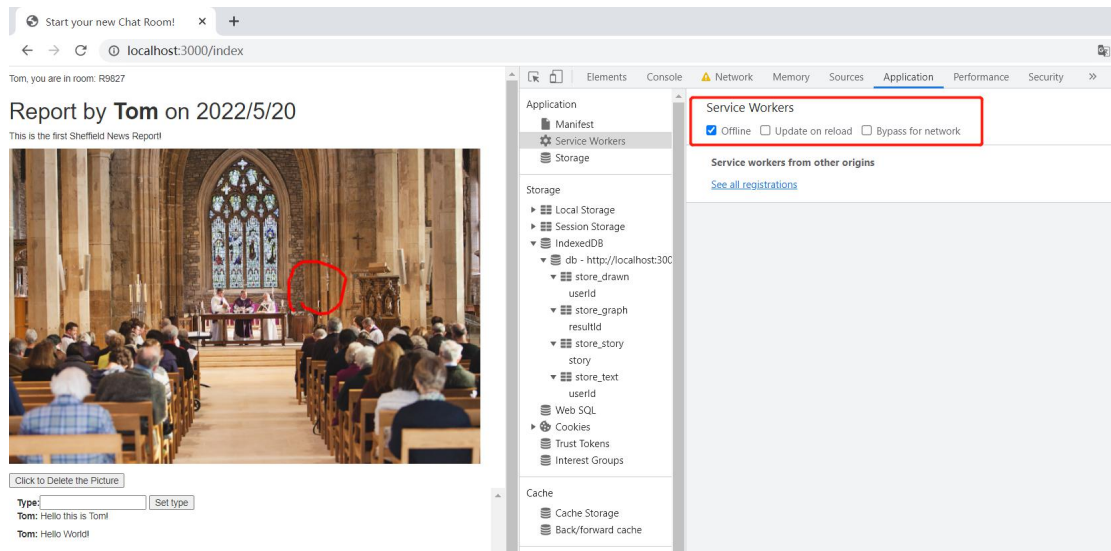 Start your new Chat Room!
localhost:3000/index
Tom, you are in room: R9827
Report by Tom on 2022/5/20
This is the first Sheffield News Report!
Click to Delete the Picture
Type: Set type
Tom: Hello this is Tom!
Tom: Hello World!
Elements Console Network Memory Sources Application Performance Security
Application
Manifest
Service Workers
Storage
Storage
Local Storage
Session Storage
IndexedDB
db - http://localhost:300
store_drawn
userId
store_graph
resultId
store_story
story
store_text
userId
Web SQL
Cookies
Trust Tokens
Interest Groups
Cache
Cache Storage
Back/forward cache
Service Workers
Offline Update on reload Bypass for network
Service workers from other origins
See all registrations